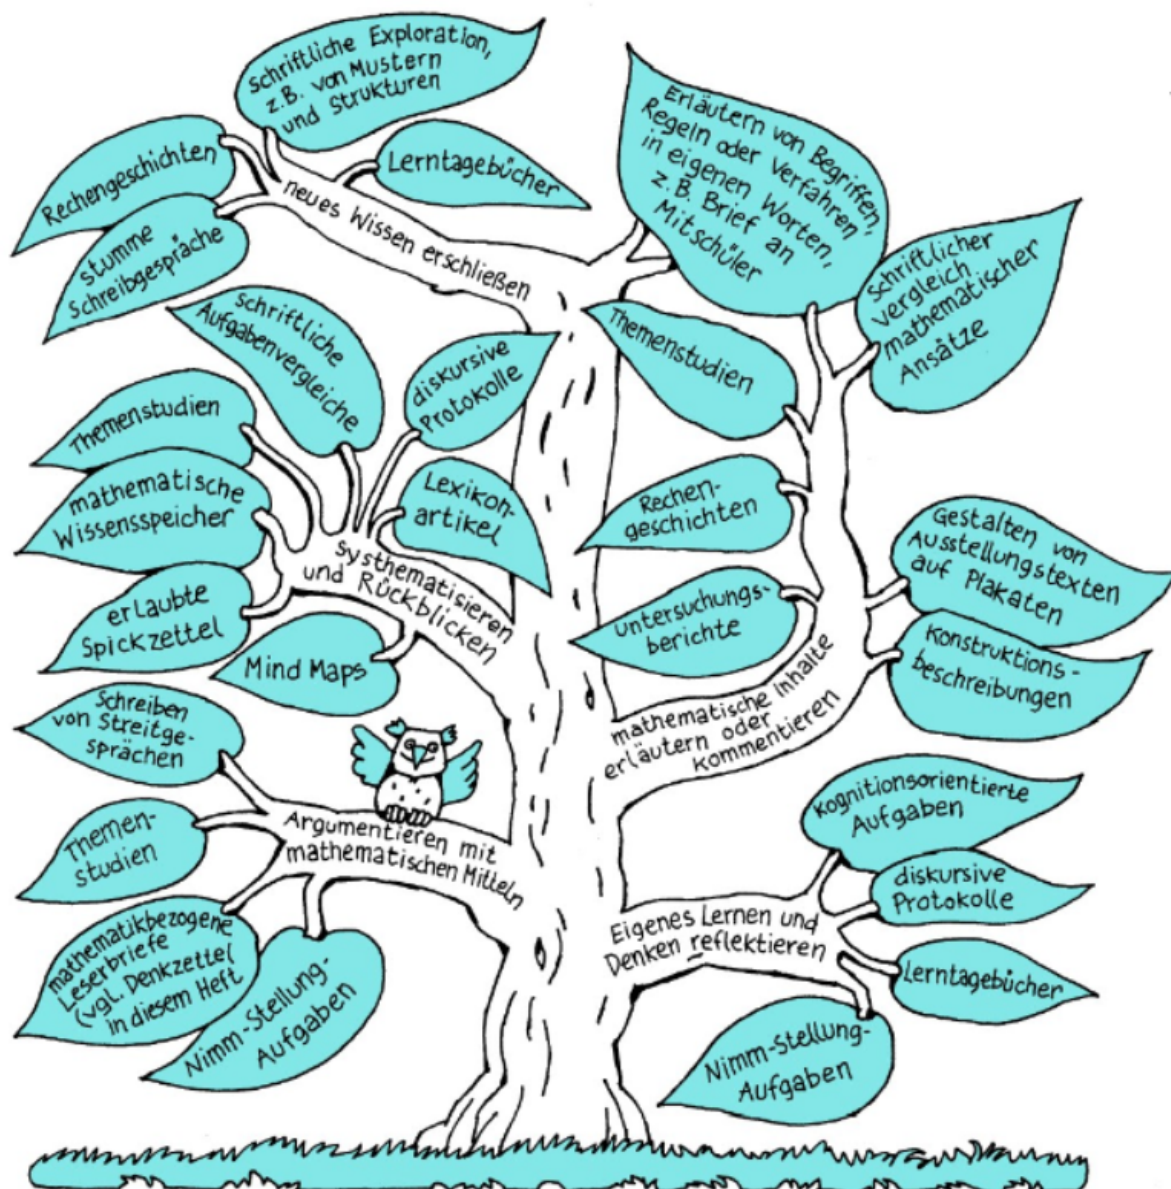 schriftliche Exploration,
z.B. von Mustern
und Strukturen
Rechengeschichten
Lerntagebücher
stumme
Schreibgespräche
neues Wissen erschließen
Erläutern von Begriffen,
Regeln oder Verfahren
in eigenen Worten,
z.B. Brief an
Mitschüler
schriftlicher
vergleich
mathematischer
Ansätze
schriftliche
Aufgabenvergleiche
diskursive
Protokolle
Themenstudien
mathematische
Wissensspeicher
Lexikon-
artikel
erlaubte
Spickzettel
Mind Maps
systhematisieren
und Rückblicken
Themenstudien
Rechen-
geschichten
untersuchungs-
berichte
Gestalten von
Ausstellungstexten
auf Plakaten
Konstruktions-
beschreibungen
mathematische inhalte
erläutern oder
kommentieren
Schreiben
von Streitge-
sprächen
Themen-
studien
mathematikbezogene
Leserbriefe
(vgl. Denkzettel
in diesem Heft
Nimm-Stellung-
Aufgaben
Argumentieren mit
mathematischen Mitteln
kognitionsorientierte
Aufgaben
diskursive
Protokolle
Lerntagebücher
Nimm-Stellung-
Aufgaben
Eigenes Lernen und
Denken reflektieren